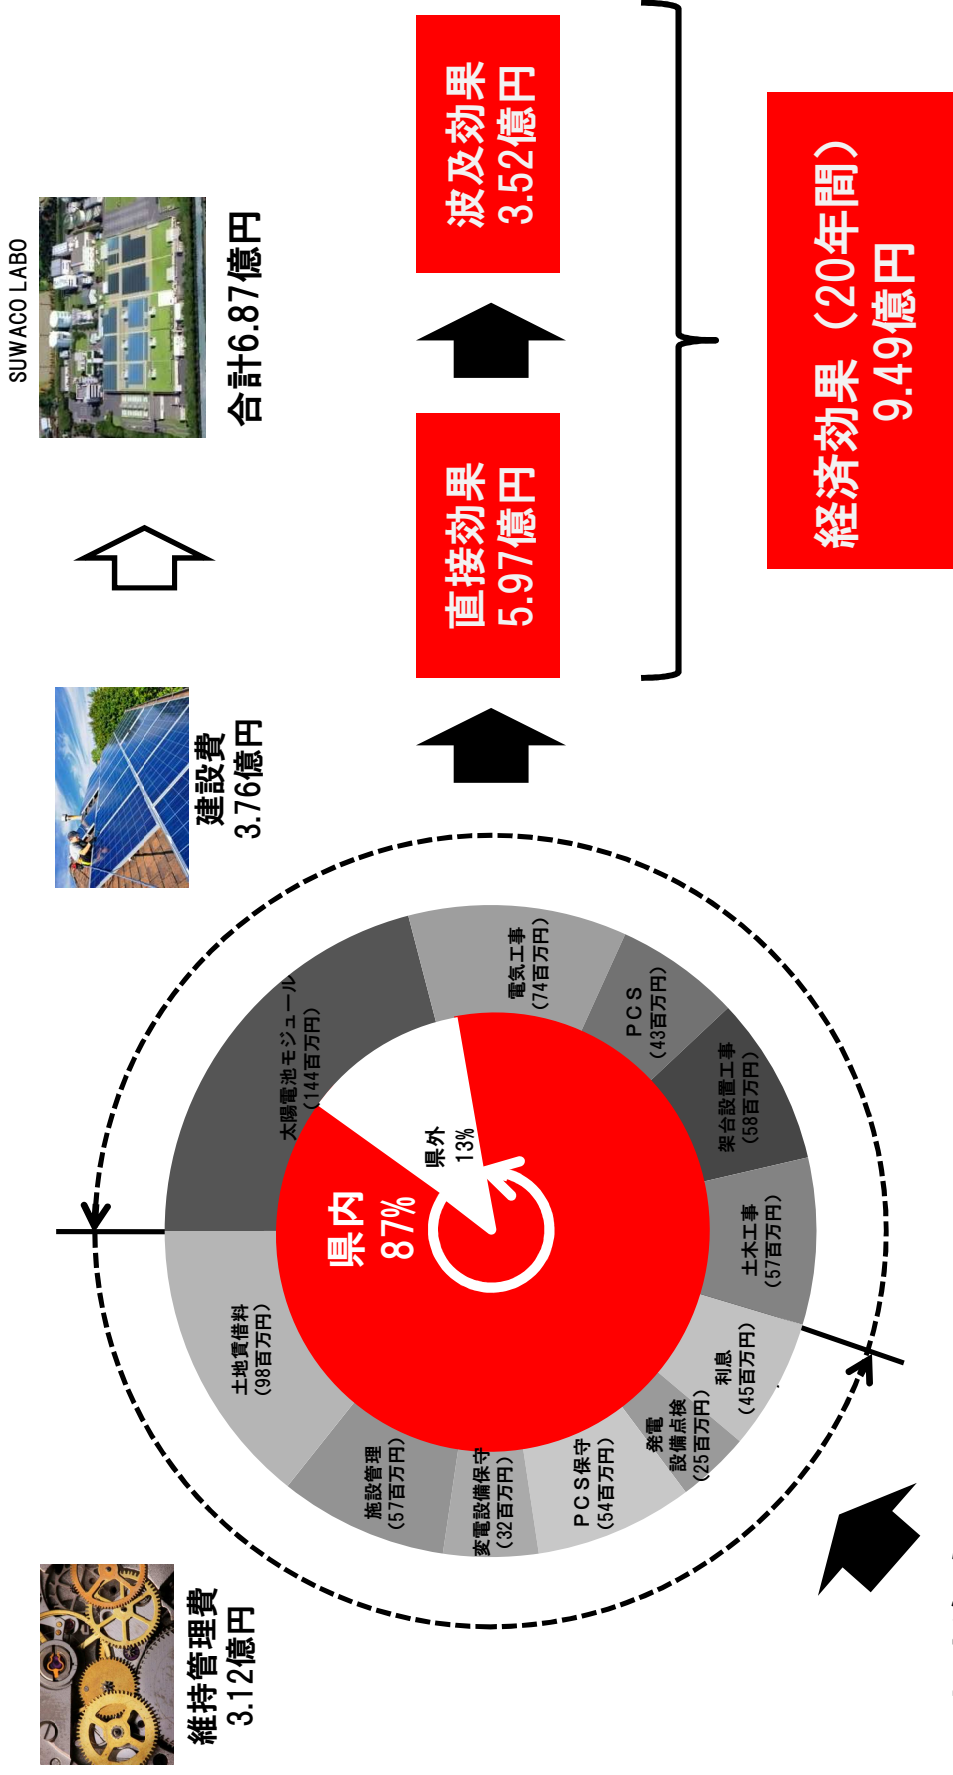 SUWACO LABO
合計6.87億円
建設費
3.76億円
維持管理費
3.12億円
太陽電池モジュール
(144百万円)
電気工事
(74百万円)
ＰＣＳ
(43百万円)
架台設置工事
(58百万円)
土木工事
(57百万円)
利息
(45百万円)
発電
設備点検
(25百万円)
ＰＣＳ保守
(54百万円)
変電設備保守
(32百万円)
施設管理
(57百万円)
土地賃借料
(98百万円)
県内
87%
県外
13%
直接効果
5.97億円
波及効果
3.52億円
経済効果（20年間）
9.49億円